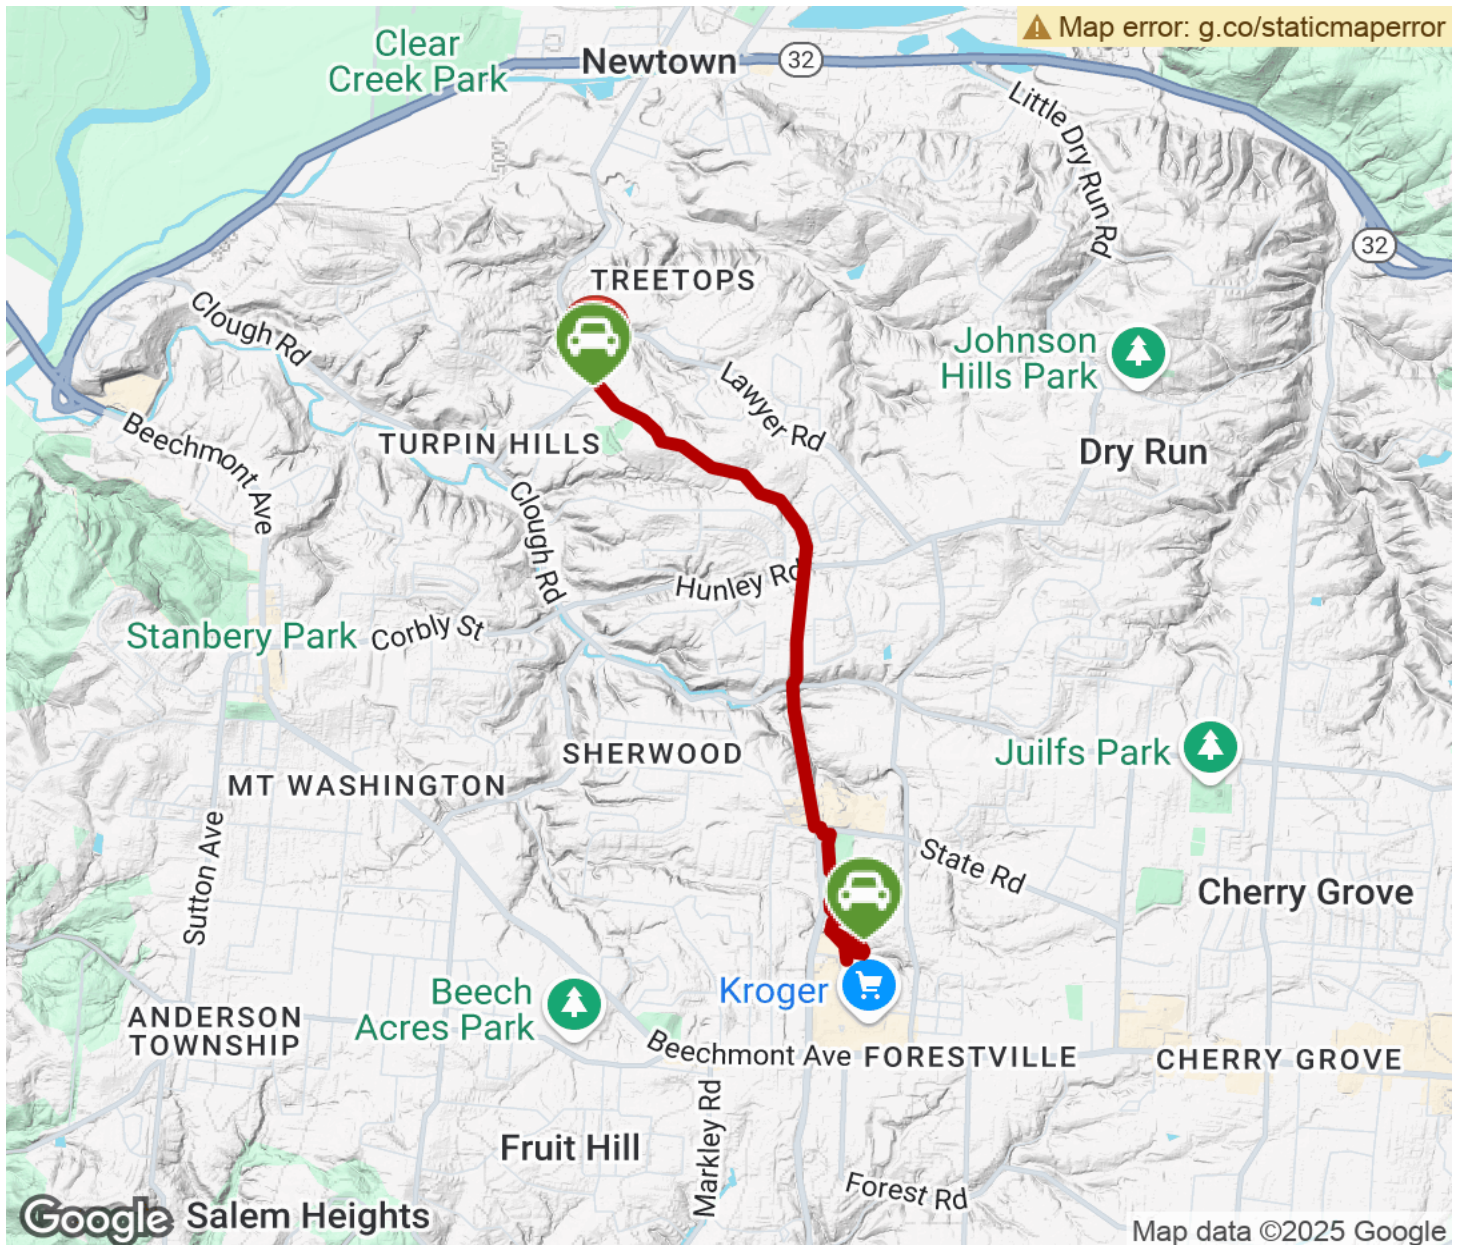 Map error: g.co/staticmaperror
Clear
Creek Park
Newtown
32
Little Dry Run Rd
32
TREETOPS
Clough Rd
Johnson
Hills Park
Lawyer Rd
Beechmont Ave
TURPIN HILLS
Dry Run
Clough Rd
Hunley Rd
Stanbery Park
Corbly St
SHERWOOD
Juilfs Park
MT WASHINGTON
Sutton Ave
State Rd
Cherry Grove
Kroger
Beech
Acres Park
ANDERSON
TOWNSHIP
Beechmont Ave
FORESTVILLE
CHERRY GROVE
Markley Rd
Fruit Hill
Forest Rd
Google
Salem Heights
Map data ©2025 Google